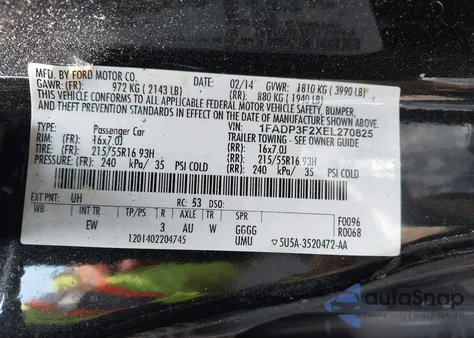 MFD. BY FORD MOTOR CO.
DATE: 02/14 GVWR: 1810 KG ( 3990 LB)
GAWR: (FR): 972 KG ( 2143 LB) (RR): 880 KG ( 1940 LB)
THIS VEHICLE CONFORMS TO ALL APPLICABLE FEDERAL MOTOR VEHICLE SAFETY, BUMPER,
AND THEFT PREVENTION STANDARDS IN EFFECT ON THE DATE OF MANUFACTURE SHOWN ABOVE.
VIN: 1FADP3F2XEL270825
TYPE: Passenger Car TRAILER TOWING - SEE OWNER GUIDE
RIM: (FR): 16x7.0J (RR): 16x7.0J
TIRE: (FR): 215/55R16 93H (RR): 215/55R16 93H
PRESSURE: (FR): 240 kPa/ 35 PSI COLD (RR): 240 kPa/ 35 PSI COLD
EXT PNT: UH RC: 53 DSO:
WB INT TR TP/PS R AXLE TR SPR
EW 3 AU W GGGG
F0096
R0068
1201402204745 UMU 5U5A-3520472-AA
autoSnap